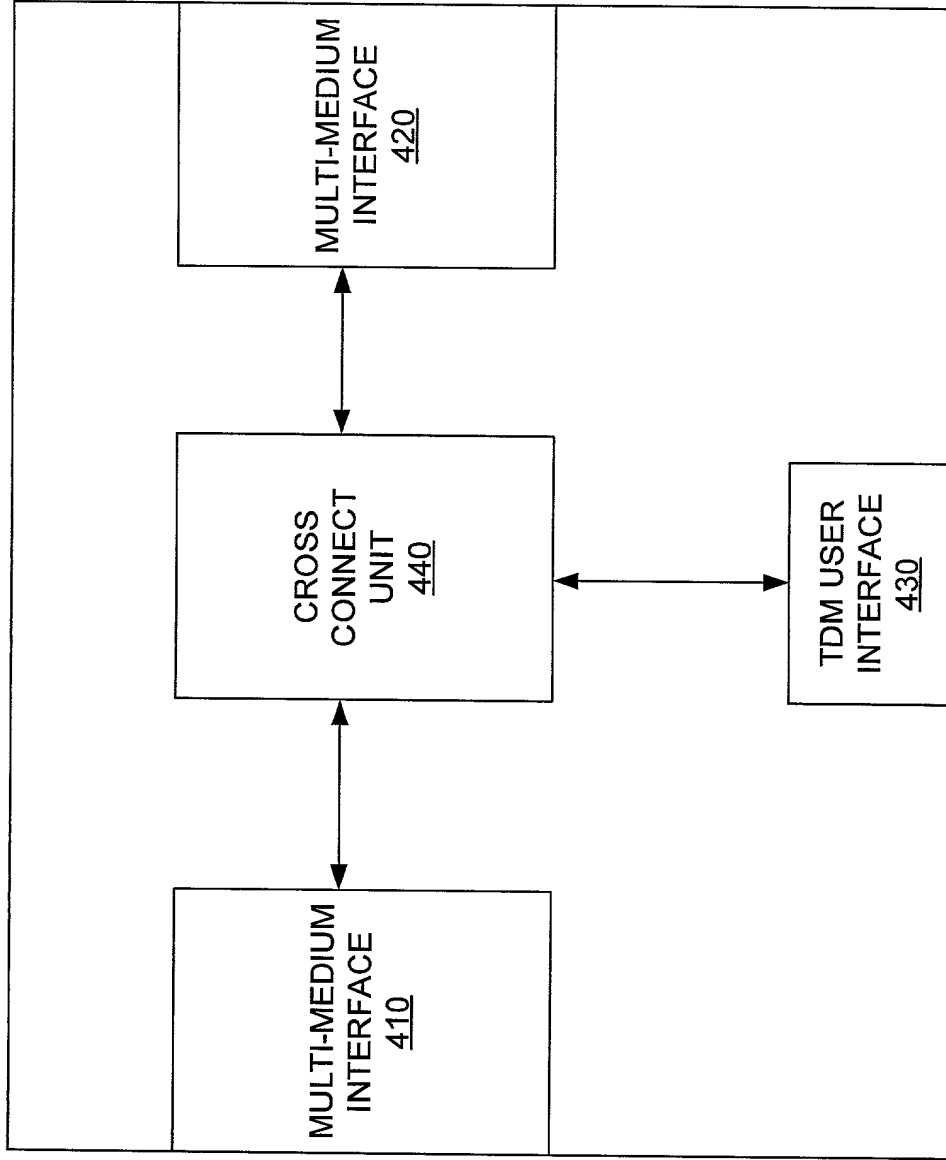 MULTI-MEDIUM
INTERFACE
410
CROSS
CONNECT
UNIT
440
MULTI-MEDIUM
INTERFACE
420
TDM USER
INTERFACE
430